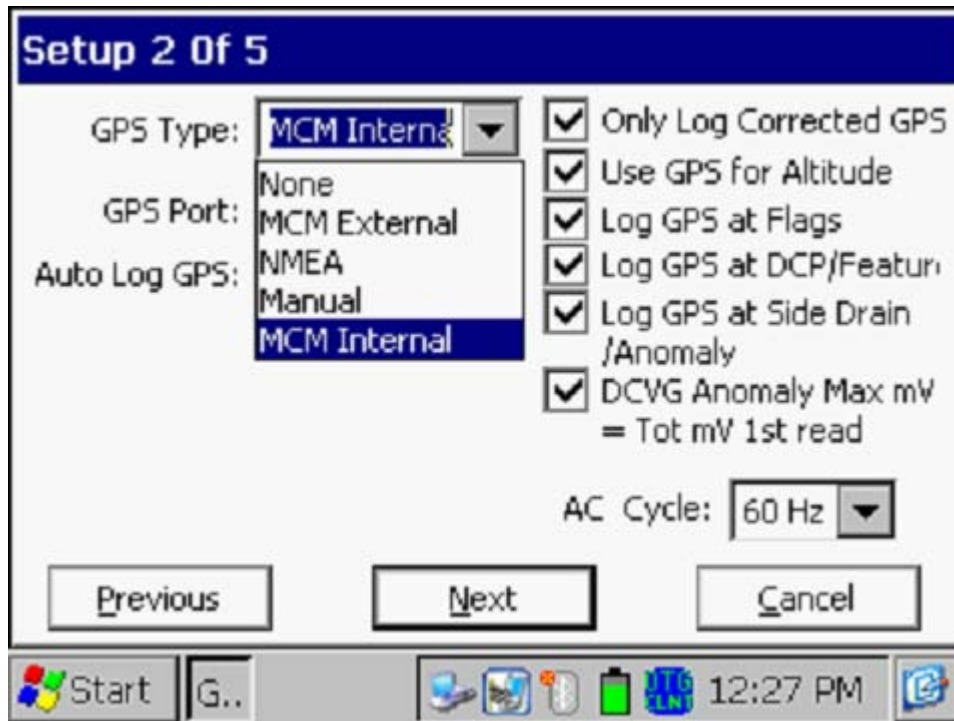 Setup 2 Of 5
GPS Type:
MCM Interna
None
MCM External
NMEA
Manual
MCM Internal
GPS Port:
Auto Log GPS:
Only Log Corrected GPS
Use GPS for Altitude
Log GPS at Flags
Log GPS at DCP/Featur
Log GPS at Side Drain
/Anomaly
DCVG Anomaly Max mV
= Tot mV 1st read
AC Cycle:
60 Hz
Previous
Next
Cancel
Start
G..
UTG
CLNT
12:27 PM